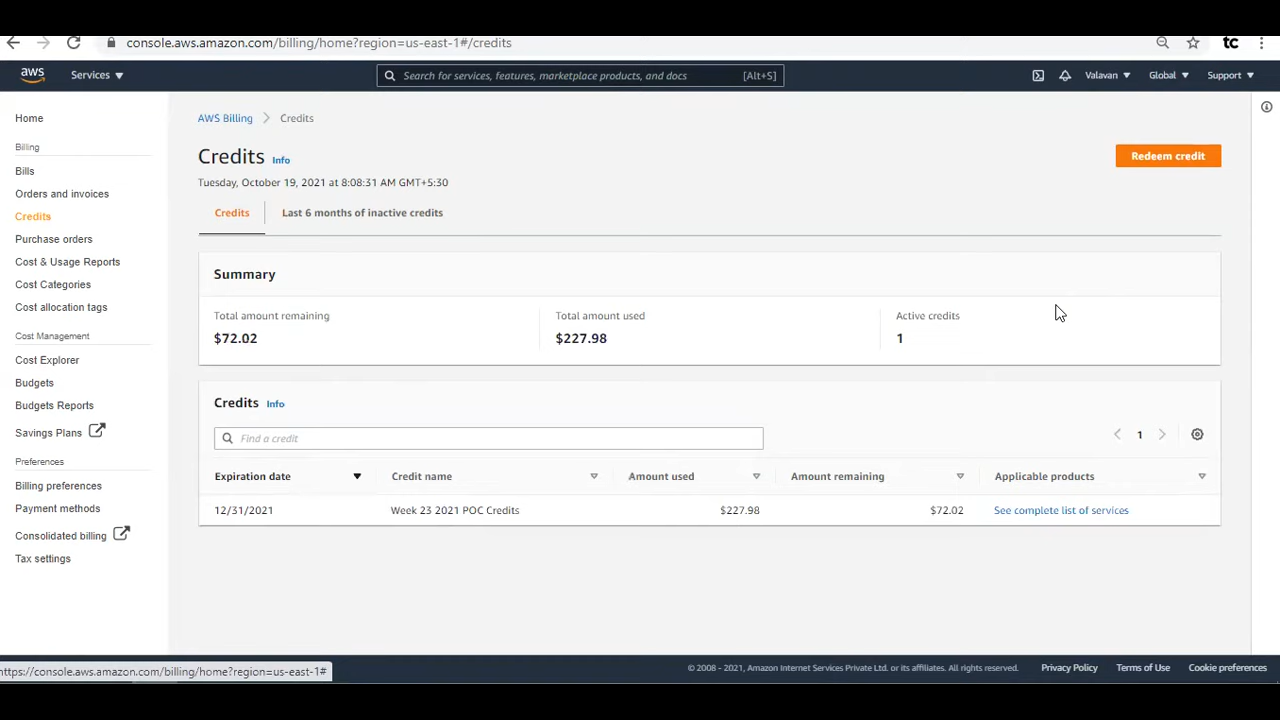 console.aws.amazon.com/billing/home?region=us-east-1#/credits
tc
aws
Services
Search for services, features, marketplace products, and docs
[Alt+S]
Valavan
Global
Support
Home
Billing
Bills
Orders and invoices
Credits
Purchase orders
Cost & Usage Reports
Cost Categories
Cost allocation tags
Cost Management
Cost Explorer
Budgets
Budgets Reports
Savings Plans
Preferences
Billing preferences
Payment methods
Consolidated billing
Tax settings
AWS Billing
Credits
Credits
Info
Redeem credit
Tuesday, October 19, 2021 at 8:08:31 AM GMT+5:30
Credits
Last 6 months of inactive credits
Summary
Total amount remaining
$72.02
Total amount used
$227.98
Active credits
1
Credits
Info
Find a credit
1
Expiration date
Credit name
Amount used
Amount remaining
Applicable products
12/31/2021
Week 23 2021 POC Credits
$227.98
$72.02
See complete list of services
https://console.aws.amazon.com/billing/home?region=us-east-1#
© 2008 - 2021, Amazon Internet Services Private Ltd. or its affiliates. All rights reserved.
Privacy Policy
Terms of Use
Cookie preferences